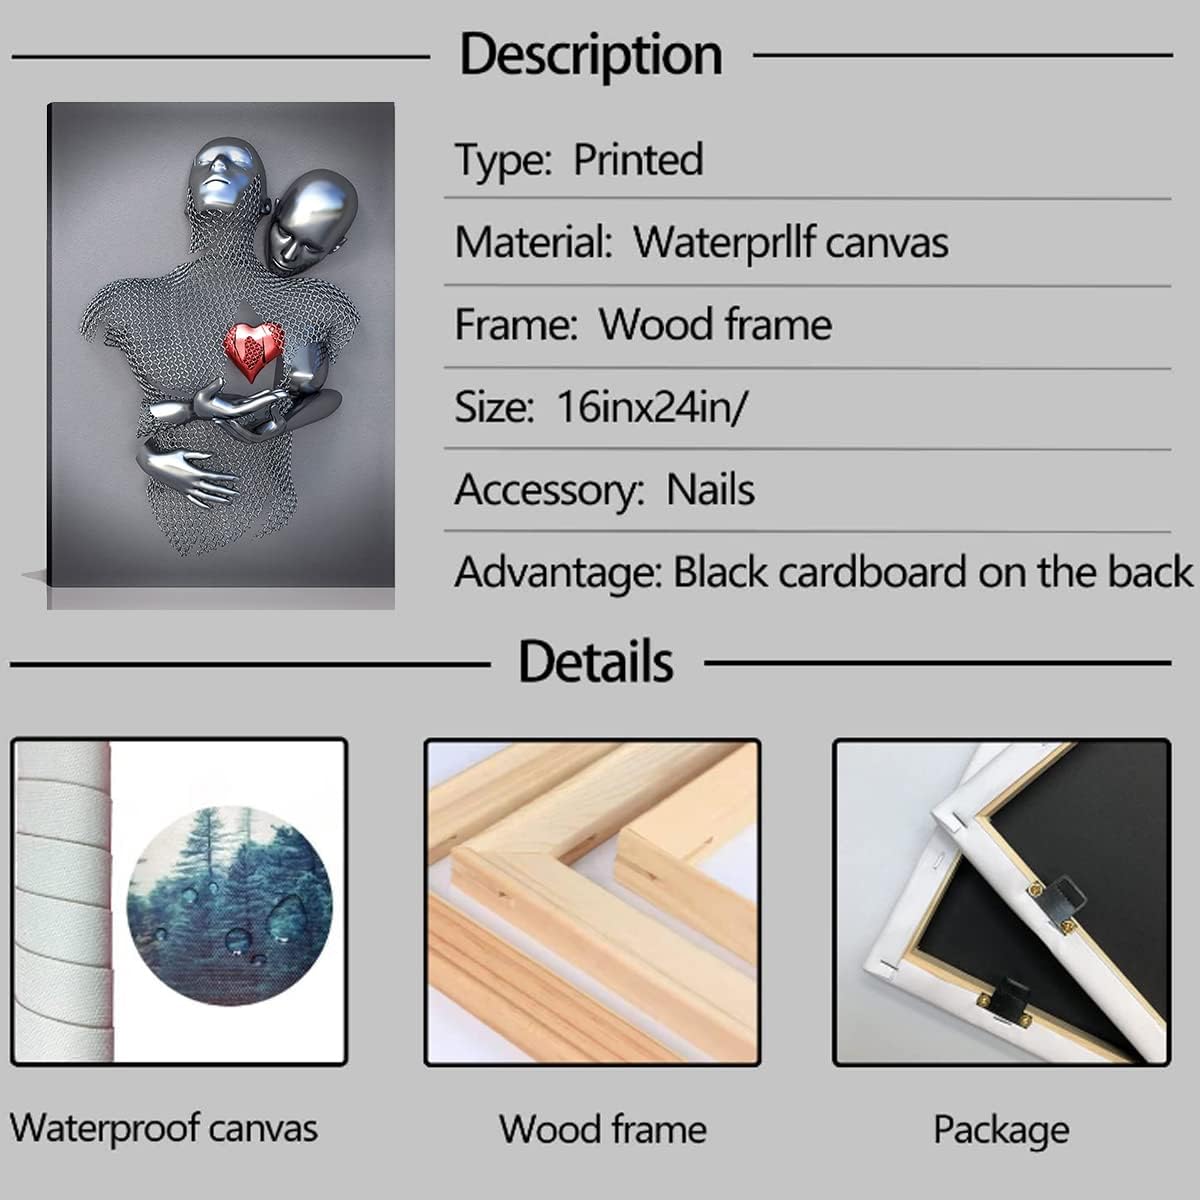 Description
Type: Printed
Material: Waterprllf canvas
Frame: Wood frame
Size: 16inx24in/
Accessory: Nails
Advantage: Black cardboard on the back
Details
Waterproof canvas
Wood frame
Package